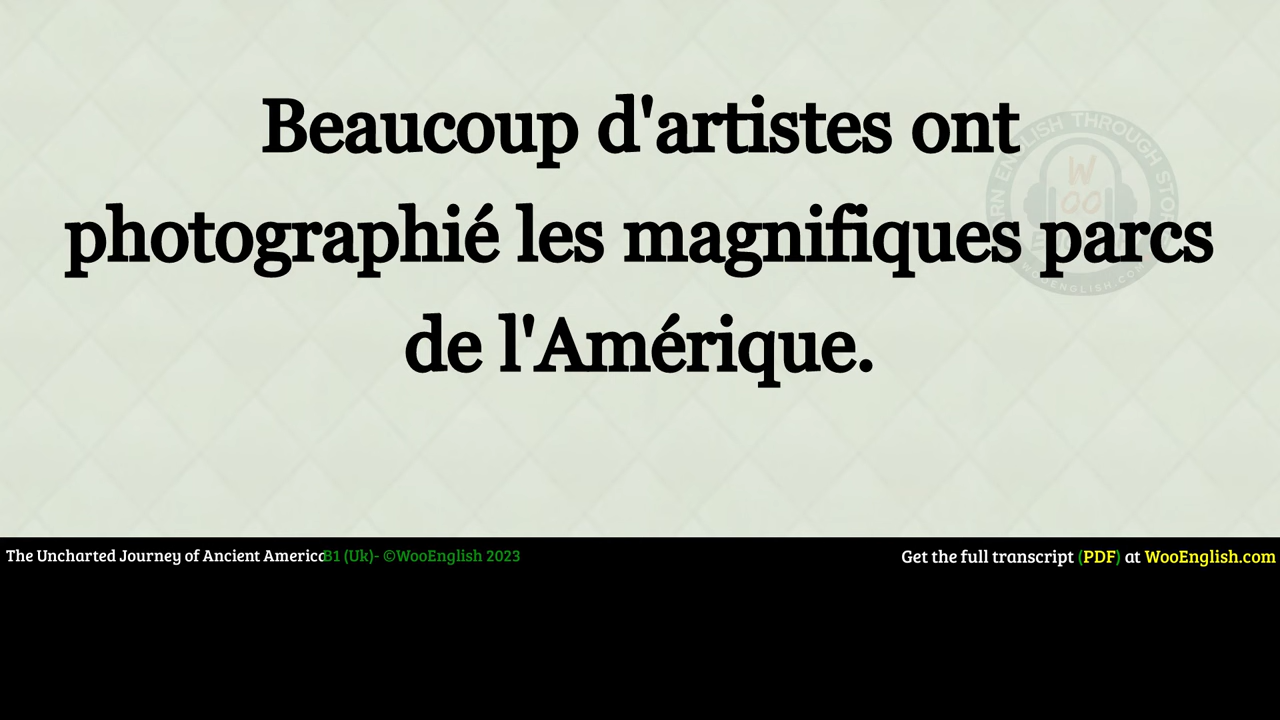 Beaucoup d'artistes ont
photographié les magnifiques parcs
de l'Amérique.
The Uncharted Journey of Ancient America B1 (Uk)- ©WooEnglish 2023
Get the full transcript (PDF) at WooEnglish.com